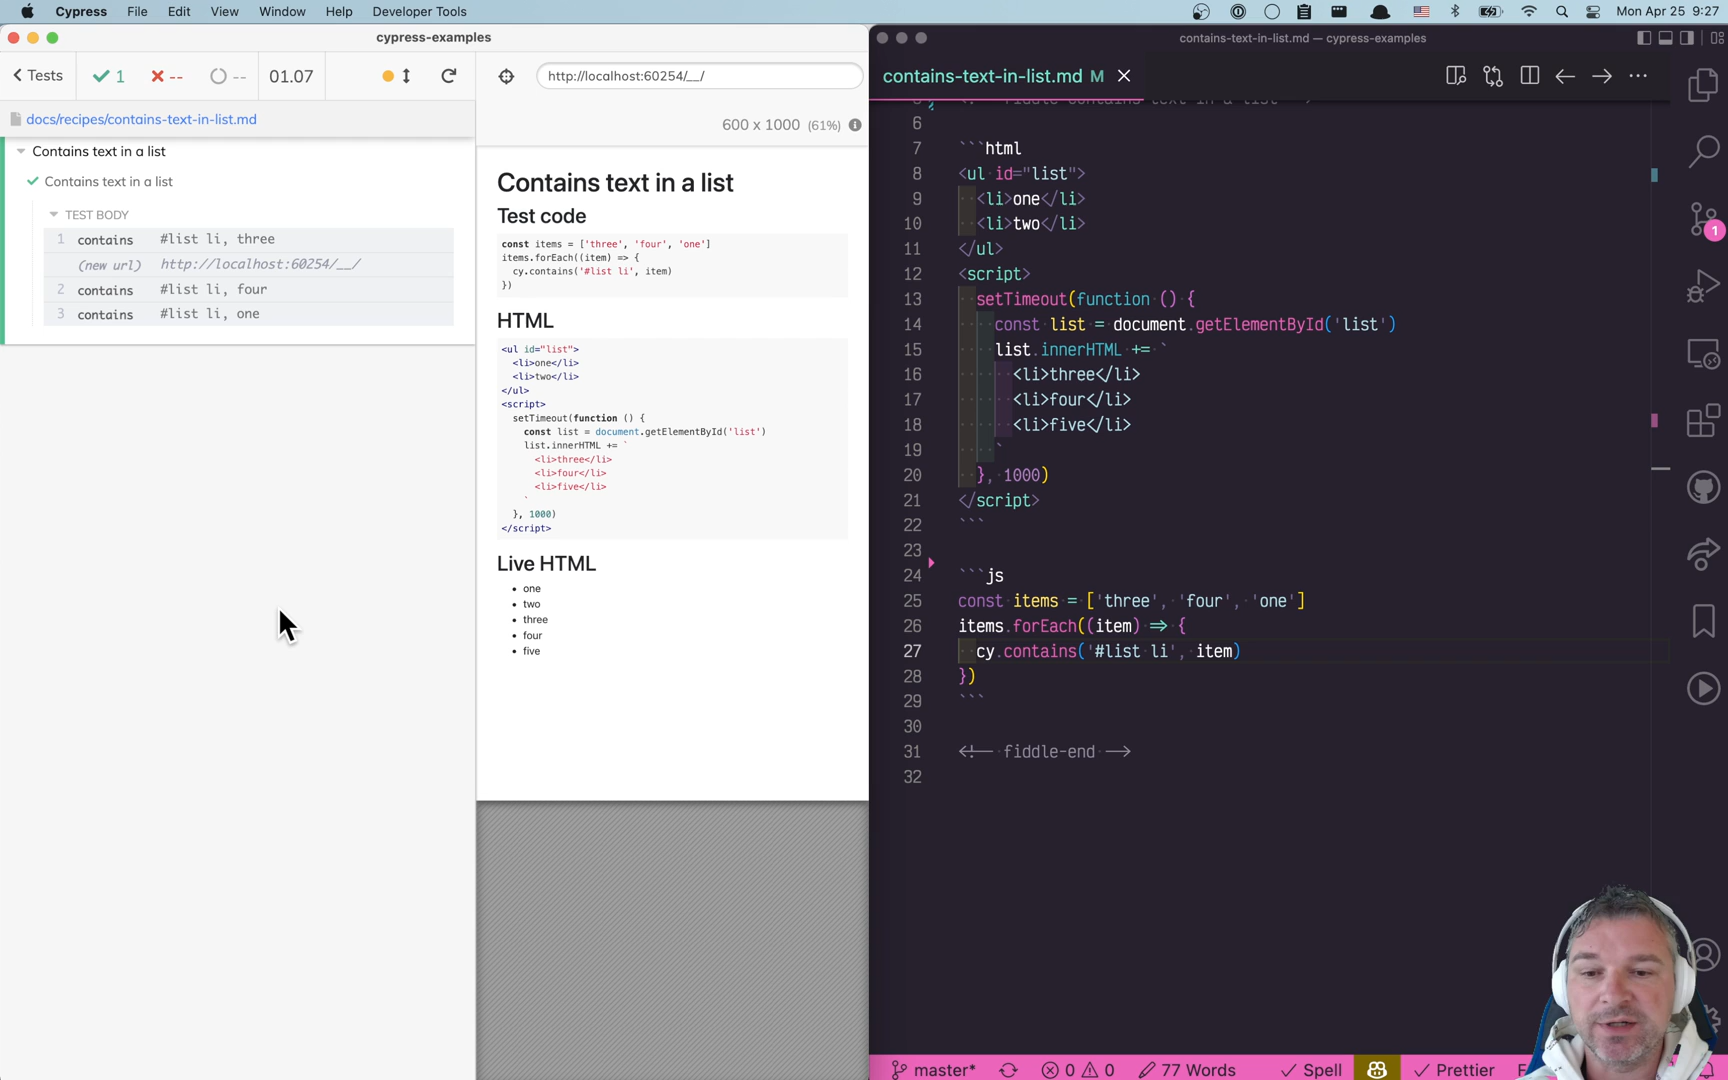 Cypress File Edit View Window Help Developer Tools
Mon Apr 25 9:27
cypress-examples
Tests
1
--
--
01.07
http://localhost:60254/__/
600 x 1000 (61%)
docs/recipes/contains-text-in-list.md
Contains text in a list
Contains text in a list
TEST BODY
1 contains #list li, three
(new url) http://localhost:60254/__/
2 contains #list li, four
3 contains #list li, one
Contains text in a list
Test code
const items = ['three', 'four', 'one']
items.forEach((item) => {
cy.contains('#list li', item)
})
HTML
<ul id="list">
<li>one</li>
<li>two</li>
</ul>
<script>
setTimeout(function () {
const list = document.getElementById('list')
list.innerHTML += `
<li>three</li>
<li>four</li>
<li>five</li>
`
}, 1000)
</script>
Live HTML
• one
• two
• three
• four
• five
contains-text-in-list.md — cypress-examples
contains-text-in-list.md M
6
7 ```html
8 <ul id="list">
9 <li>one</li>
10 <li>two</li>
11 </ul>
12 <script>
13 setTimeout(function () {
14 const list = document.getElementById('list')
15 list.innerHTML += `
16 <li>three</li>
17 <li>four</li>
18 <li>five</li>
19 `
20 }, 1000)
21 </script>
22 ```
23
24 ```js
25 const items = ['three', 'four', 'one']
26 items.forEach((item) => {
27 cy.contains('#list li', item)
28 })
29 ```
30
31 <!-- fiddle-end -->
32
1
master* 0 0 77 Words Spell Prettier